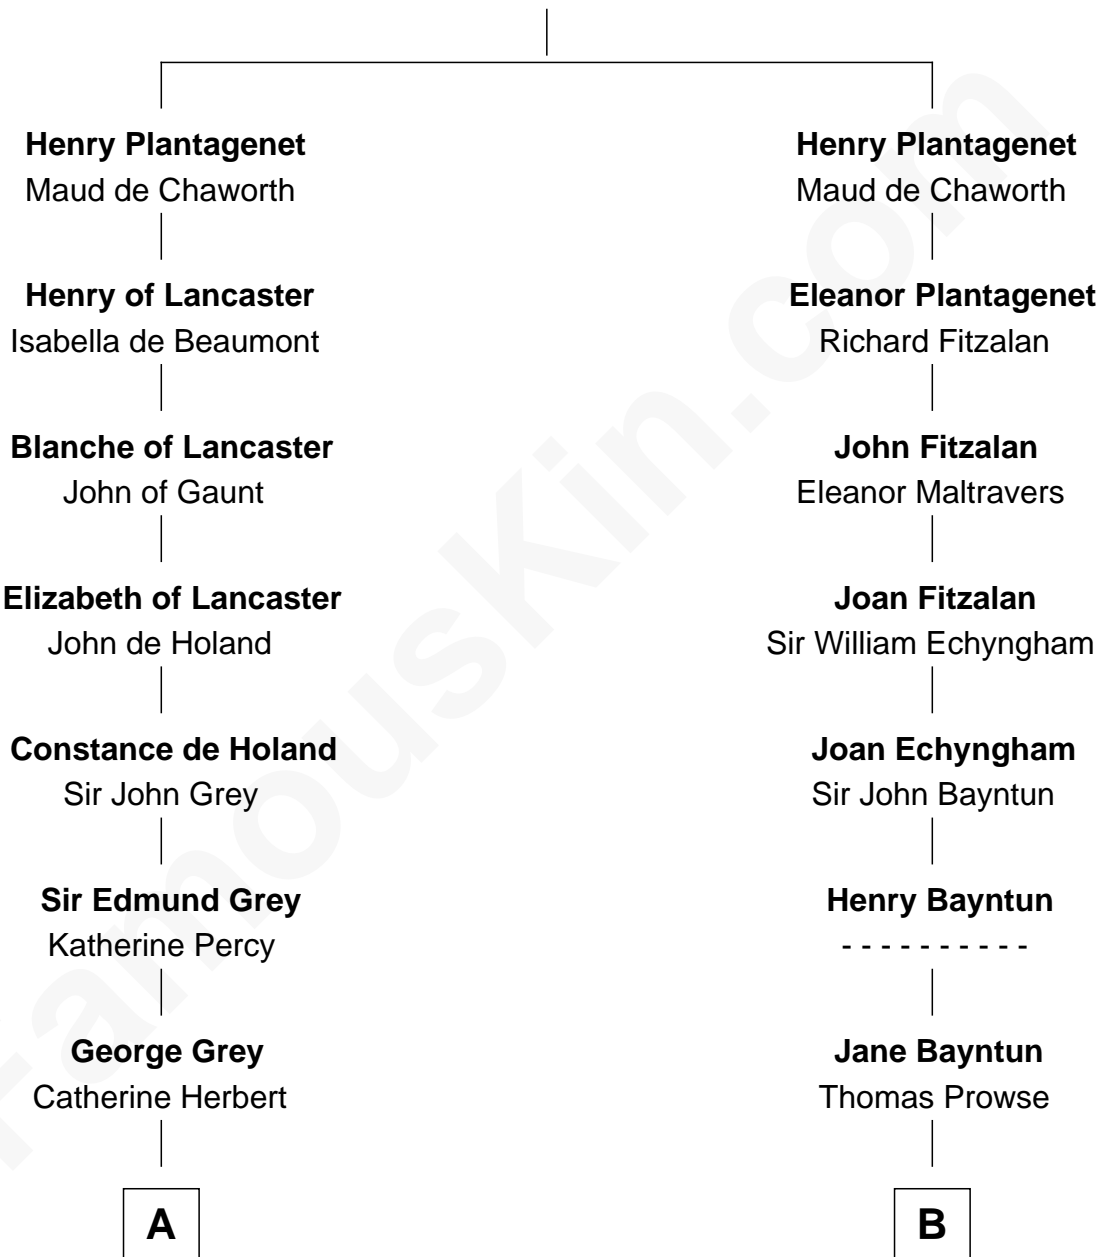 Henry Plantagenet
Maud de Chaworth
Henry of Lancaster
Isabella de Beaumont
Blanche of Lancaster
John of Gaunt
Elizabeth of Lancaster
John de Holand
Constance de Holand
Sir John Grey
Sir Edmund Grey
Katherine Percy
George Grey
Catherine Herbert
A
Henry Plantagenet
Maud de Chaworth
Eleanor Plantagenet
Richard Fitzalan
John Fitzalan
Eleanor Maltravers
Joan Fitzalan
Sir William Echyngham
Joan Echyngham
Sir John Bayntun
Henry Bayntun
- - - - - - - - - -
Jane Bayntun
Thomas Prowse
B
FamousKin.com